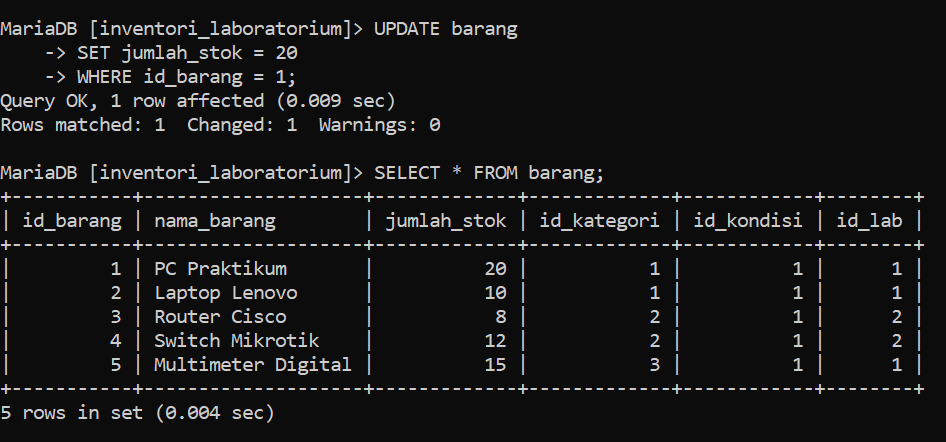 MariaDB [inventori_laboratorium]> UPDATE barang
    -> SET jumlah_stok = 20
    -> WHERE id_barang = 1;
Query OK, 1 row affected (0.009 sec)
Rows matched: 1  Changed: 1  Warnings: 0

MariaDB [inventori_laboratorium]> SELECT * FROM barang;
+-----------+--------------------+-------------+-------------+------------+--------+
| id_barang | nama_barang        | jumlah_stok | id_kategori | id_kondisi | id_lab |
+-----------+--------------------+-------------+-------------+------------+--------+
|         1 | PC Praktikum       |          20 |           1 |          1 |      1 |
|         2 | Laptop Lenovo      |          10 |           1 |          1 |      1 |
|         3 | Router Cisco       |           8 |           2 |          1 |      2 |
|         4 | Switch Mikrotik    |          12 |           2 |          1 |      2 |
|         5 | Multimeter Digital |          15 |           3 |          1 |      1 |
+-----------+--------------------+-------------+-------------+------------+--------+
5 rows in set (0.004 sec)